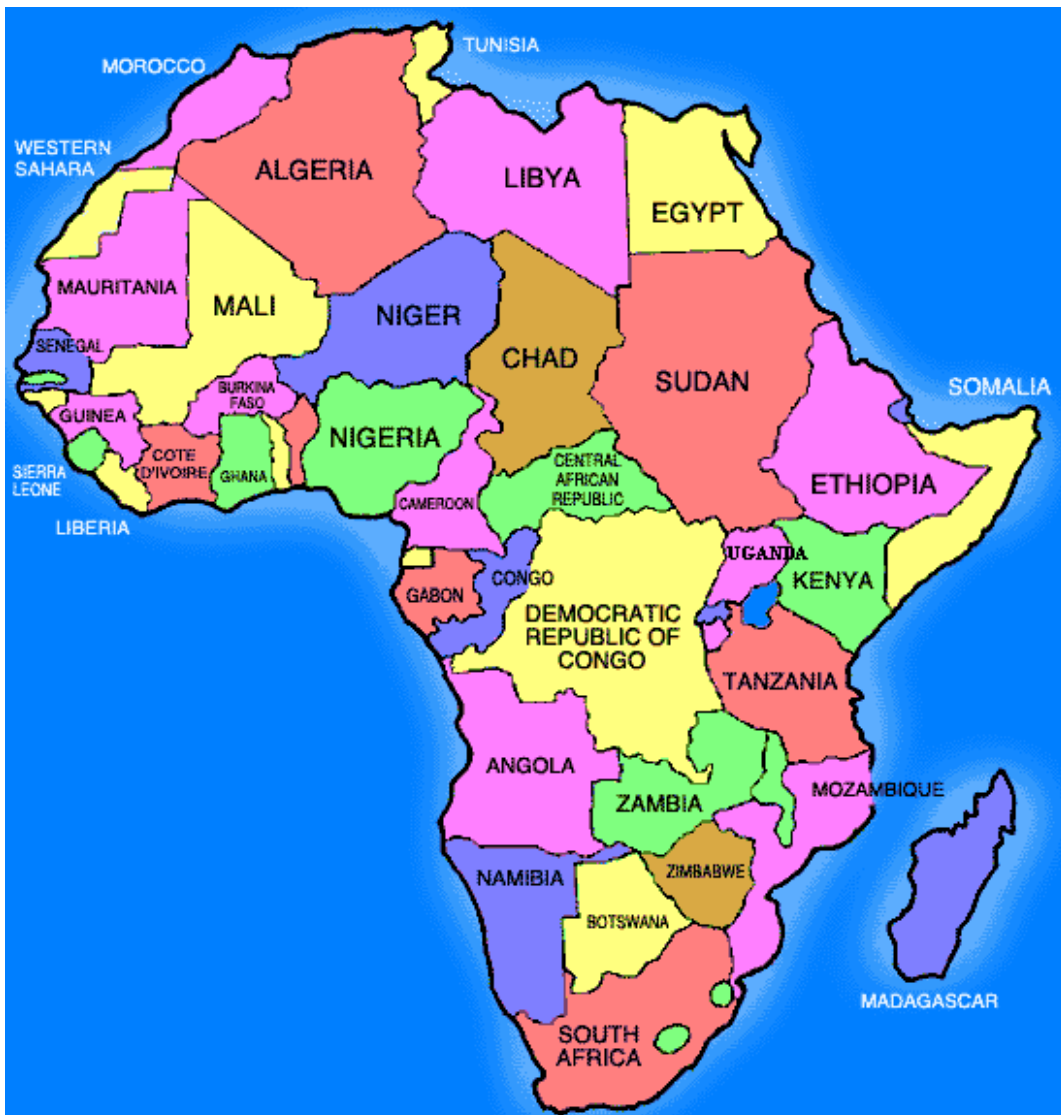 TUNISIA
MOROCCO
WESTERN
SAHARA
ALGERIA
LIBYA
EGYPT
MAURITANIA
MALI
NIGER
CHAD
SUDAN
SENEGAL
SOMALIA
BURKINA
FASO
GUINEA
NIGERIA
COTE
D'IVOIRE
GHANA
CENTRAL
AFRICAN
REPUBLIC
ETHIOPIA
SIERRA
LEONE
CAMEROON
LIBERIA
UGANDA
CONGO
KENYA
GABON
DEMOCRATIC
REPUBLIC OF
CONGO
TANZANIA
ANGOLA
MOZAMBIQUE
ZAMBIA
ZIMBABWE
NAMIBIA
BOTSWANA
MADAGASCAR
SOUTH
AFRICA